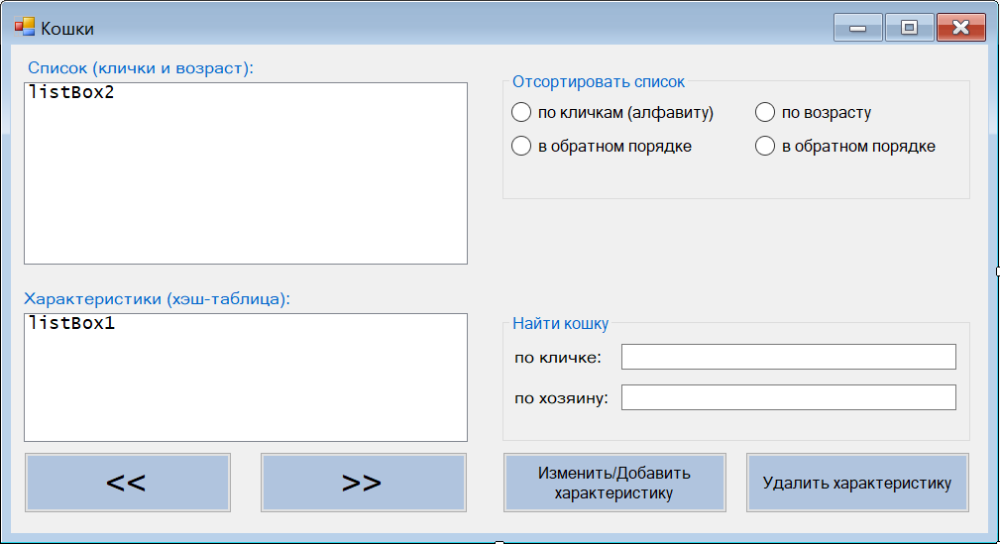 Кошки
Список (клички и возраст):
listBox2
Отсортировать список
по кличкам (алфавиту)
по возрасту
в обратном порядке
в обратном порядке
Характеристики (хэш-таблица):
listBox1
Найти кошку
по кличке:
по хозяину:
<<
>>
Изменить/Добавить
характеристику
Удалить характеристику